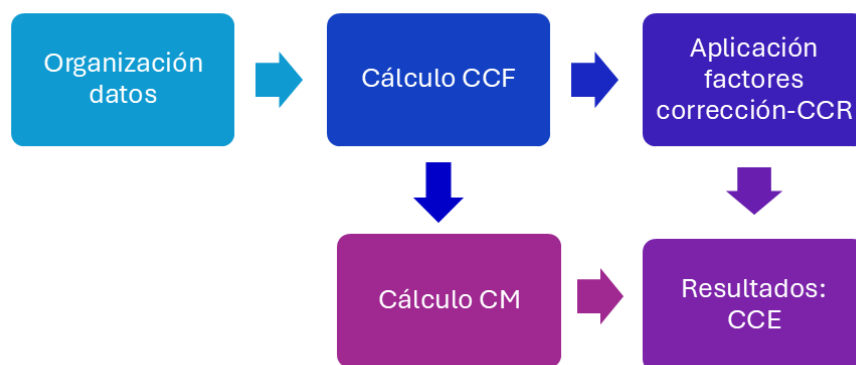 Organización
datos
Cálculo CCF
Aplicación
factores
corrección-CCR
Cálculo CM
Resultados:
CCE